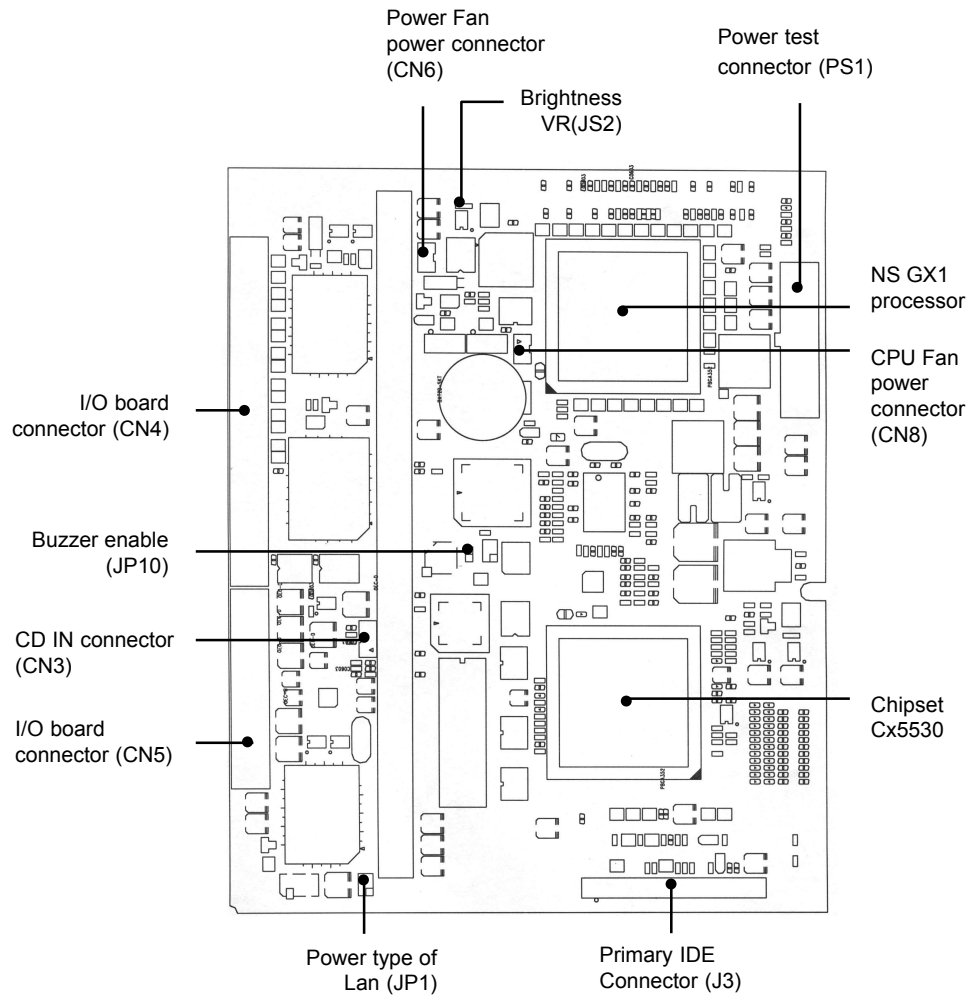 Power Fan
power connector
(CN6)
Power test
connector (PS1)
Brightness
VR(JS2)
NS GX1
processor
CPU Fan
power
connector
(CN8)
I/O board
connector (CN4)
Buzzer enable
(JP10)
CD IN connector
(CN3)
I/O board
connector (CN5)
Chipset
Cx5530
Power type of
Lan (JP1)
Primary IDE
Connector (J3)